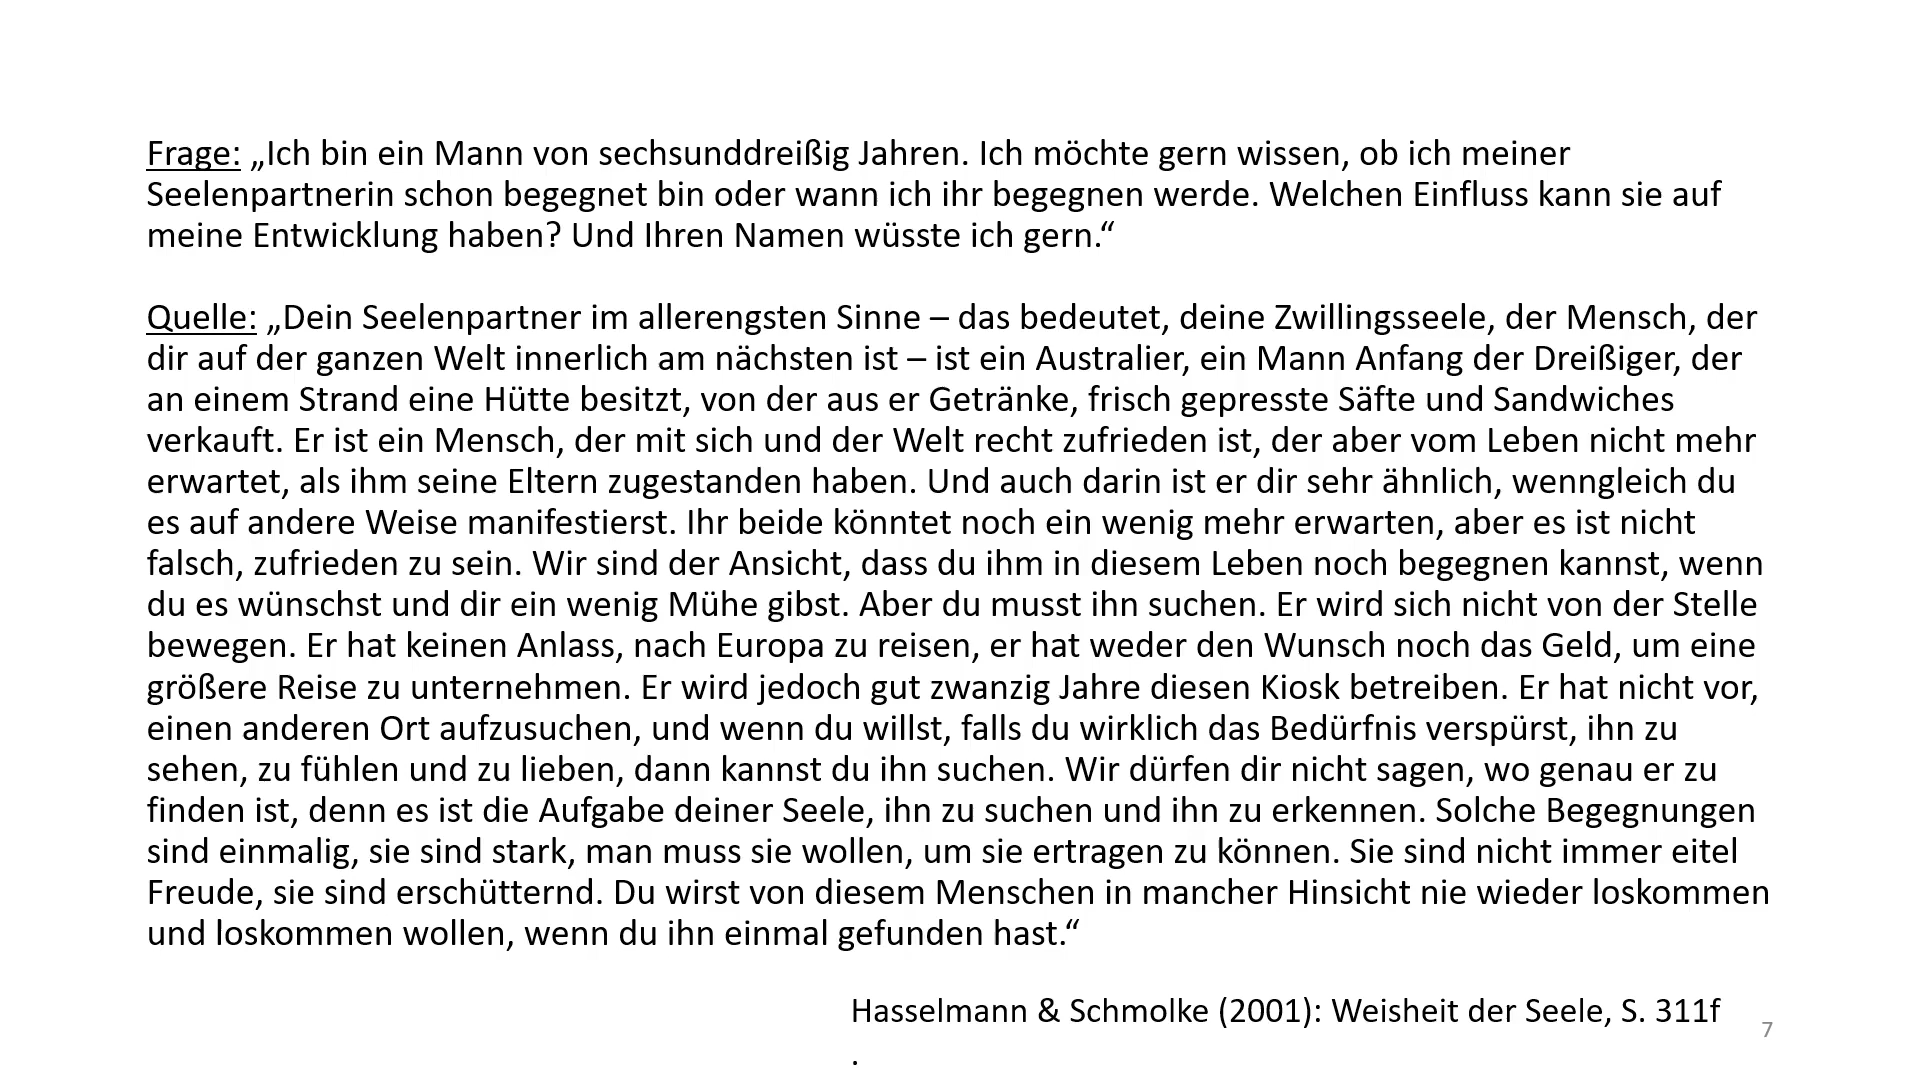 Frage: „Ich bin ein Mann von sechsunddreißig Jahren. Ich möchte gern wissen, ob ich meiner
Seelenpartnerin schon begegnet bin oder wann ich ihr begegnen werde. Welchen Einfluss kann sie auf
meine Entwicklung haben? Und Ihren Namen wüsste ich gern.“
Quelle: „Dein Seelenpartner im allerengsten Sinne – das bedeutet, deine Zwillingsseele, der Mensch, der
dir auf der ganzen Welt innerlich am nächsten ist – ist ein Australier, ein Mann Anfang der Dreißiger, der
an einem Strand eine Hütte besitzt, von der aus er Getränke, frisch gepresste Säfte und Sandwiches
verkauft. Er ist ein Mensch, der mit sich und der Welt recht zufrieden ist, der aber vom Leben nicht mehr
erwartet, als ihm seine Eltern zugestanden haben. Und auch darin ist er dir sehr ähnlich, wenngleich du
es auf andere Weise manifestierst. Ihr beide könntet noch ein wenig mehr erwarten, aber es ist nicht
falsch, zufrieden zu sein. Wir sind der Ansicht, dass du ihm in diesem Leben noch begegnen kannst, wenn
du es wünschst und dir ein wenig Mühe gibst. Aber du musst ihn suchen. Er wird sich nicht von der Stelle
bewegen. Er hat keinen Anlass, nach Europa zu reisen, er hat weder den Wunsch noch das Geld, um eine
größere Reise zu unternehmen. Er wird jedoch gut zwanzig Jahre diesen Kiosk betreiben. Er hat nicht vor,
einen anderen Ort aufzusuchen, und wenn du willst, falls du wirklich das Bedürfnis verspürst, ihn zu
sehen, zu fühlen und zu lieben, dann kannst du ihn suchen. Wir dürfen dir nicht sagen, wo genau er zu
finden ist, denn es ist die Aufgabe deiner Seele, ihn zu suchen und ihn zu erkennen. Solche Begegnungen
sind einmalig, sie sind stark, man muss sie wollen, um sie ertragen zu können. Sie sind nicht immer eitel
Freude, sie sind erschütternd. Du wirst von diesem Menschen in mancher Hinsicht nie wieder loskommen
und loskommen wollen, wenn du ihn einmal gefunden hast.“
Hasselmann & Schmolke (2001): Weisheit der Seele, S. 311f
.
7